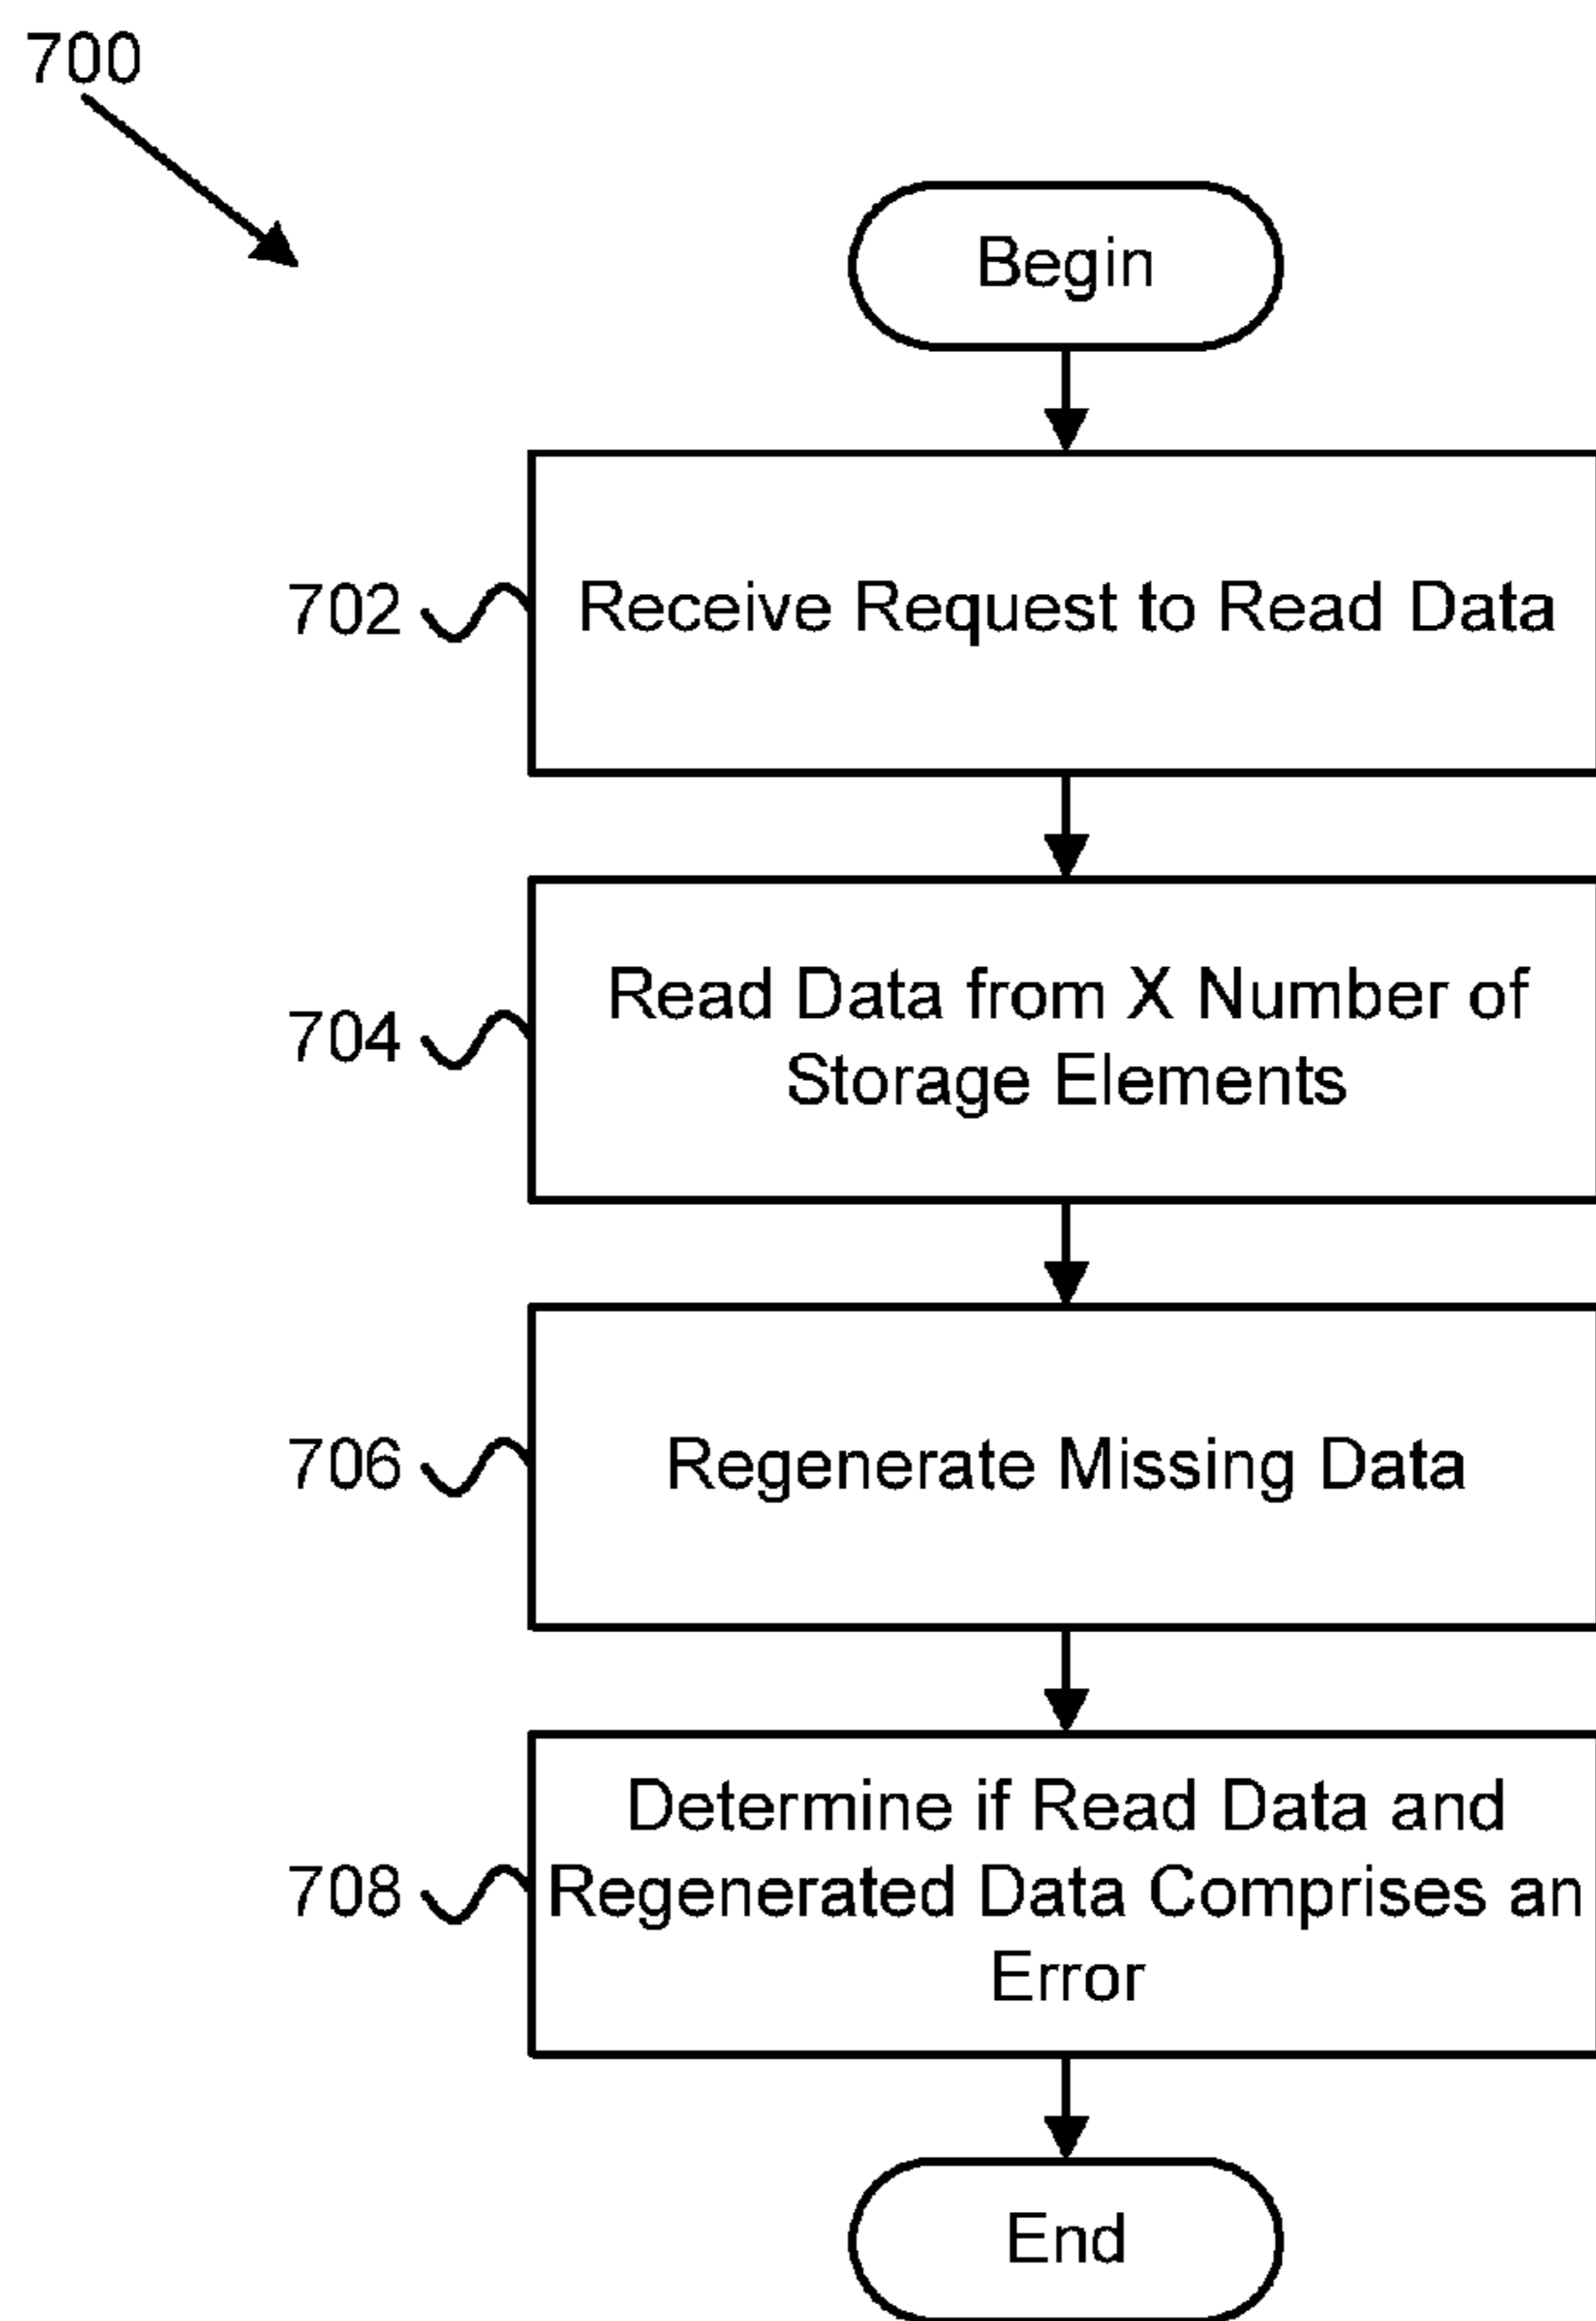 700
Begin
702
Receive Request to Read Data
704
Read Data from X Number of
Storage Elements
706
Regenerate Missing Data
708
Determine if Read Data and
Regenerated Data Comprises an
Error
End